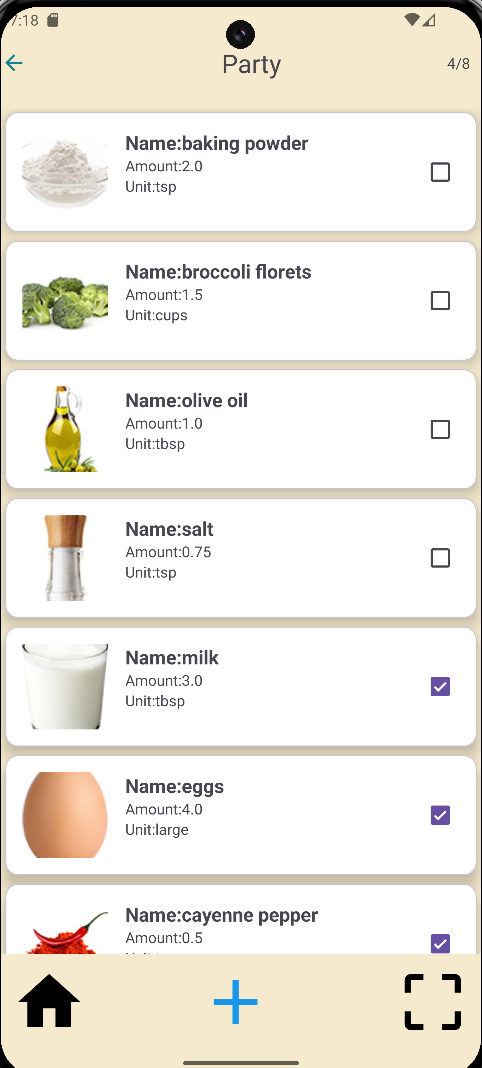 7:18
Party
4/8
Name:baking powder
Amount:2.0
Unit:tsp
Name:broccoli florets
Amount:1.5
Unit:cups
Name:olive oil
Amount:1.0
Unit:tbsp
Name:salt
Amount:0.75
Unit:tsp
Name:milk
Amount:3.0
Unit:tbsp
Name:eggs
Amount:4.0
Unit:large
Name:cayenne pepper
Amount:0.5